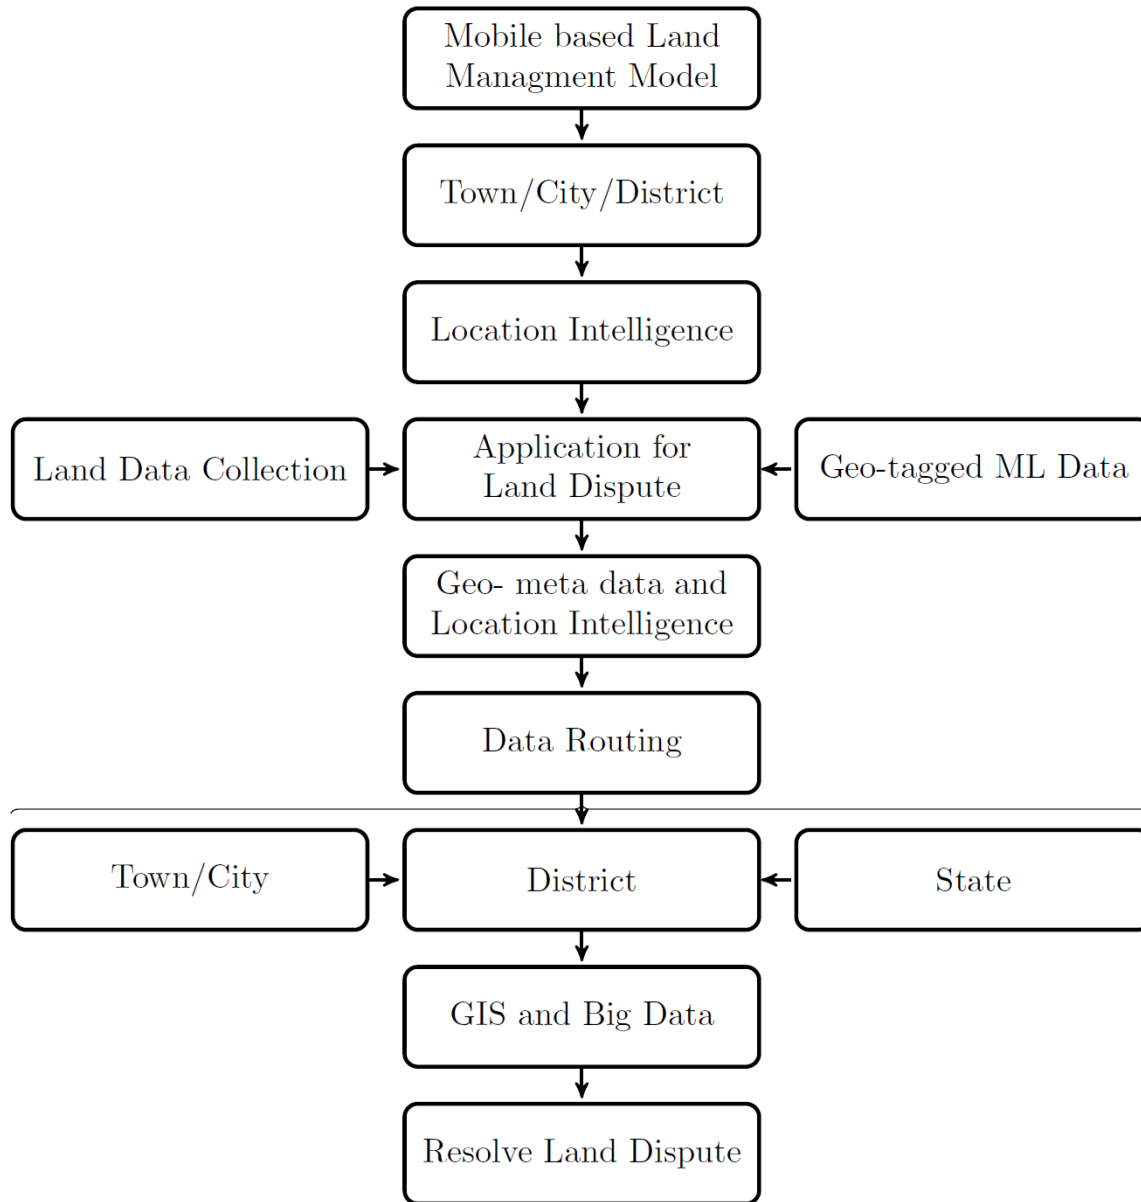 Mobile based Land
Managment Model
Town/City/District
Location Intelligence
Land Data Collection
Application for
Land Dispute
Geo-tagged ML Data
Geo- meta data and
Location Intelligence
Data Routing
Town/City
District
State
GIS and Big Data
Resolve Land Dispute